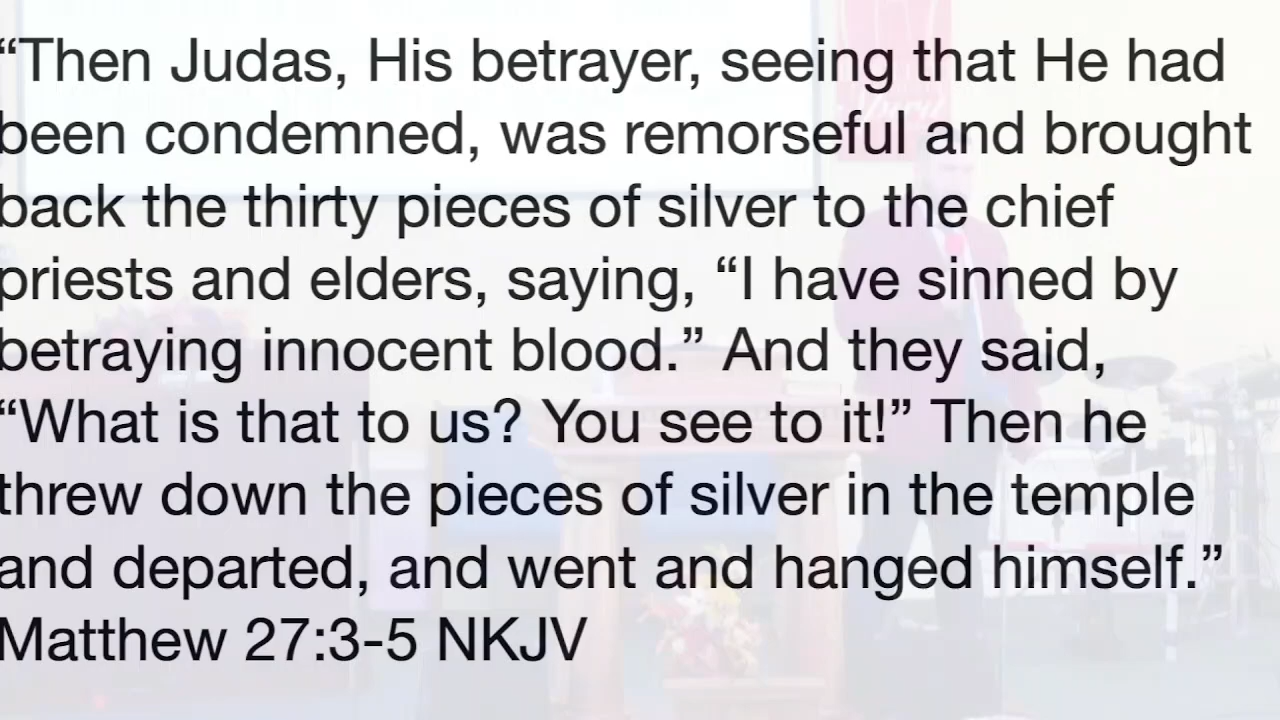 “Then Judas, His betrayer, seeing that He had
been condemned, was remorseful and brought
back the thirty pieces of silver to the chief
priests and elders, saying, “I have sinned by
betraying innocent blood.” And they said,
“What is that to us? You see to it!” Then he
threw down the pieces of silver in the temple
and departed, and went and hanged himself.”
Matthew 27:3-5 NKJV